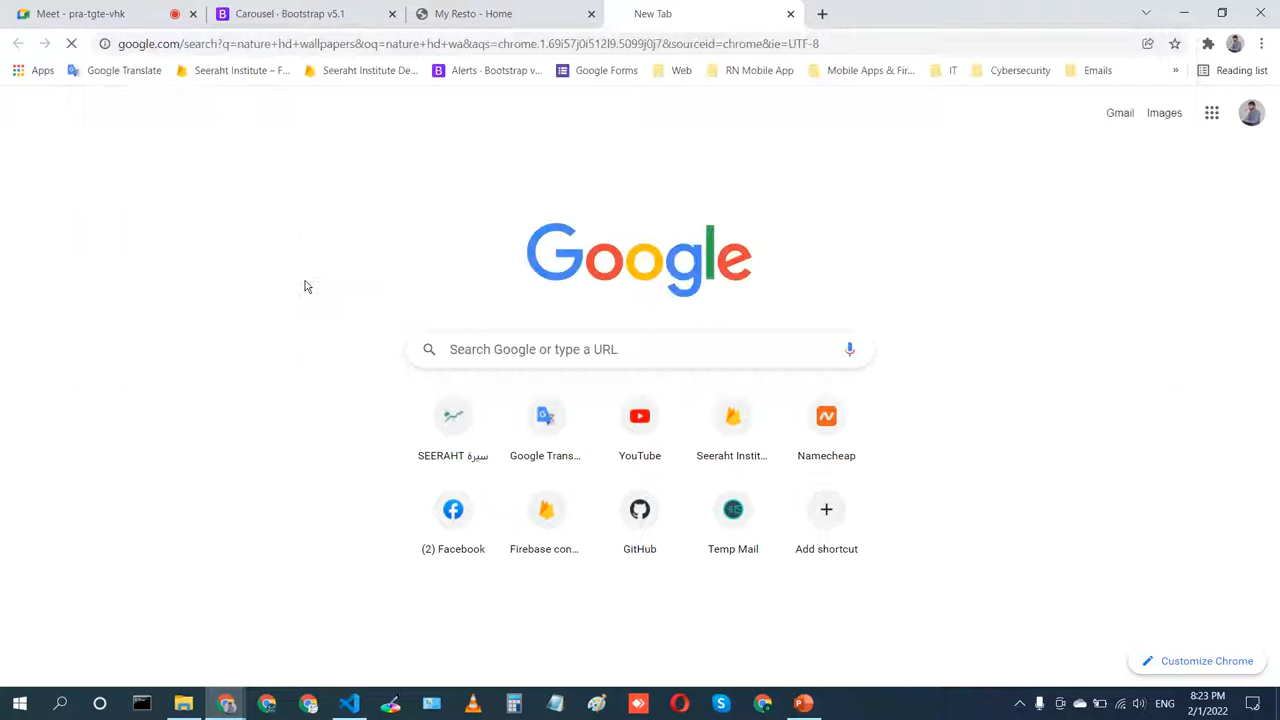 Meet - pra-tgte-vhk
Carousel · Bootstrap v5.1
My Resto - Home
New Tab
google.com/search?q=nature+hd+wallpapers&oq=nature+hd+wa&aqs=chrome.1.69i57j0i512l9.5099j0j7&sourceid=chrome&ie=UTF-8
Apps
Google Translate
Seeraht Institute – F...
Seeraht Institute De...
Alerts · Bootstrap v...
Google Forms
Web
RN Mobile App
Mobile Apps & Fir...
IT
Cybersecurity
Emails
»
Reading list
Gmail
Images
Google
Search Google or type a URL
SEERAHT سيرة
Google Trans...
YouTube
Seeraht Instit...
Namecheap
(2) Facebook
Firebase con...
GitHub
Temp Mail
Add shortcut
Customize Chrome
ENG
8:23 PM
2/1/2022